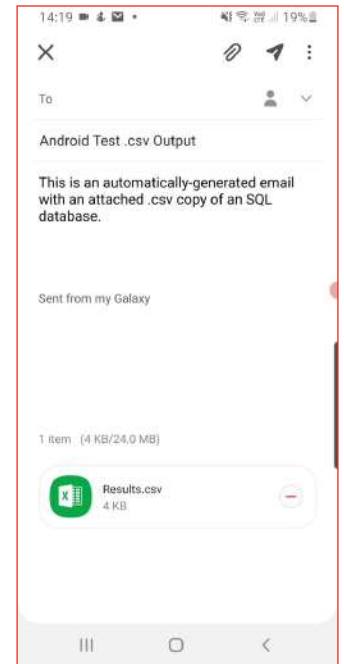 14:19
19%
To
Android Test .csv Output
This is an automatically-generated email
with an attached .csv copy of an SQL
database.
Sent from my Galaxy
1 item (4 KB/24.0 MB)
Results.csv
4 KB